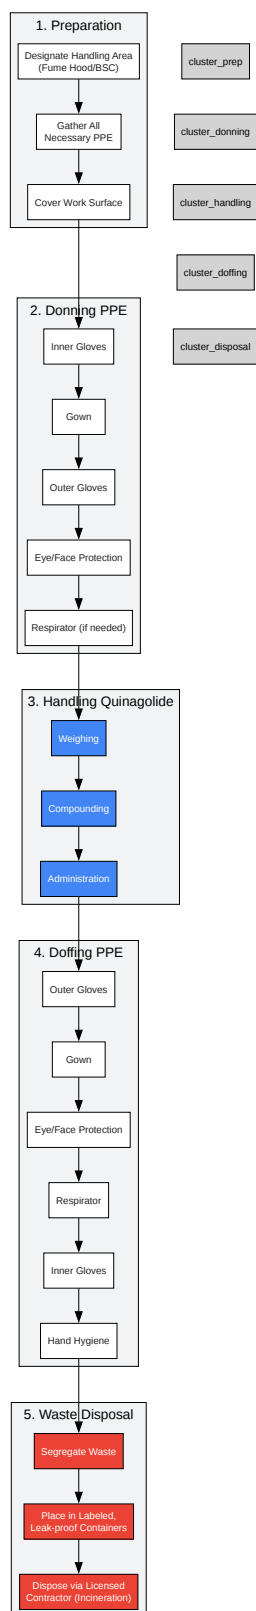 1. Preparation
Designate Handling Area
(Fume Hood/BSC)
Gather All
Necessary PPE
Cover Work Surface
cluster_prep
cluster_donning
cluster_handling
cluster_doffing
cluster_disposal
2. Donning PPE
Inner Gloves
Gown
Outer Gloves
Eye/Face Protection
Respirator (if needed)
3. Handling Quinagolide
Weighing
Compounding
Administration
4. Doffing PPE
Outer Gloves
Gown
Eye/Face Protection
Respirator
Inner Gloves
Hand Hygiene
5. Waste Disposal
Segregate Waste
Place in Labeled,
Leak-proof Containers
Dispose via Licensed
Contractor (Incineration)